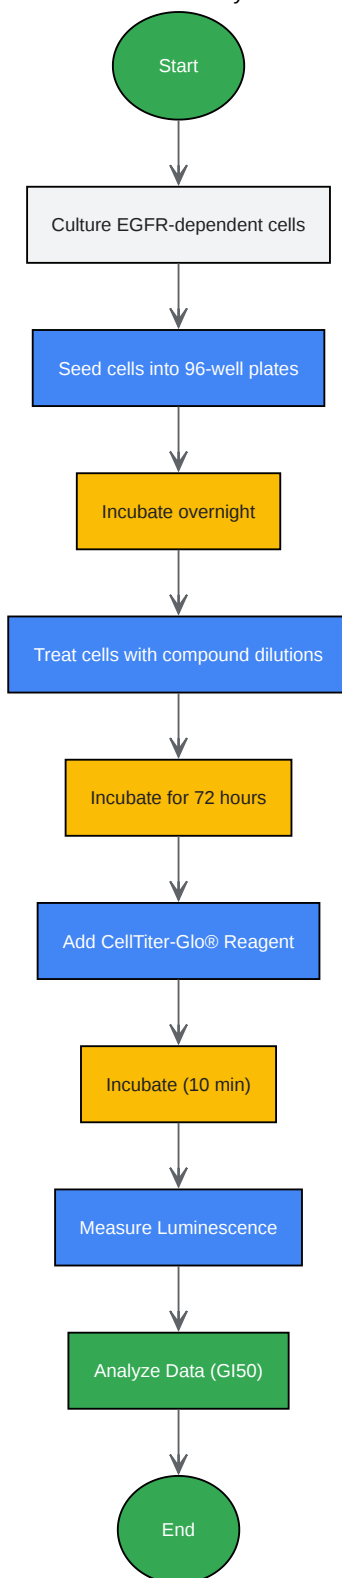 Start
Culture EGFR-dependent cells
Seed cells into 96-well plates
Incubate overnight
Treat cells with compound dilutions
Incubate for 72 hours
Add CellTiter-Glo® Reagent
Incubate (10 min)
Measure Luminescence
Analyze Data (GI50)
End